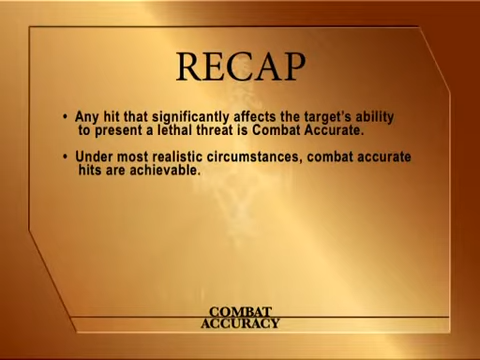 RECAP
• Any hit that significantly affects the target's ability
to present a lethal threat is Combat Accurate.
• Under most realistic circumstances, combat accurate
hits are achievable.
COMBAT
ACCURACY